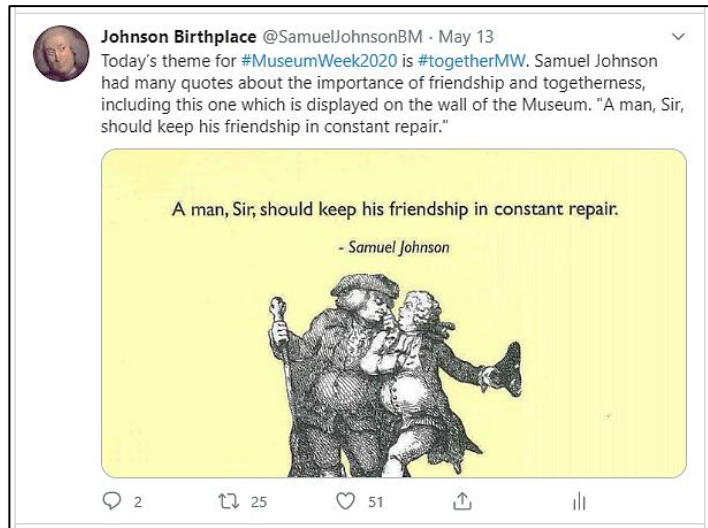 Johnson Birthplace @SamuelJohnsonBM · May 13
Today's theme for #MuseumWeek2020 is #togetherMW. Samuel Johnson
had many quotes about the importance of friendship and togetherness,
including this one which is displayed on the wall of the Museum. "A man, Sir,
should keep his friendship in constant repair."
A man, Sir, should keep his friendship in constant repair.
- Samuel Johnson
2 25 51